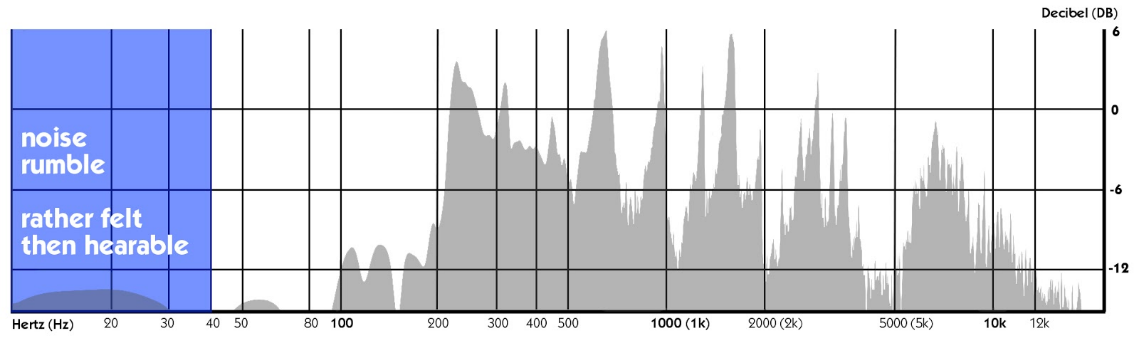 Decibel (DB)
6
0
noise
rumble
-6
rather felt
then hearable
-12
Hertz (Hz) 20 30 40 50 80 100 200 300 400 500 1000 (1k) 2000 (2k) 5000 (5k) 10k 12k